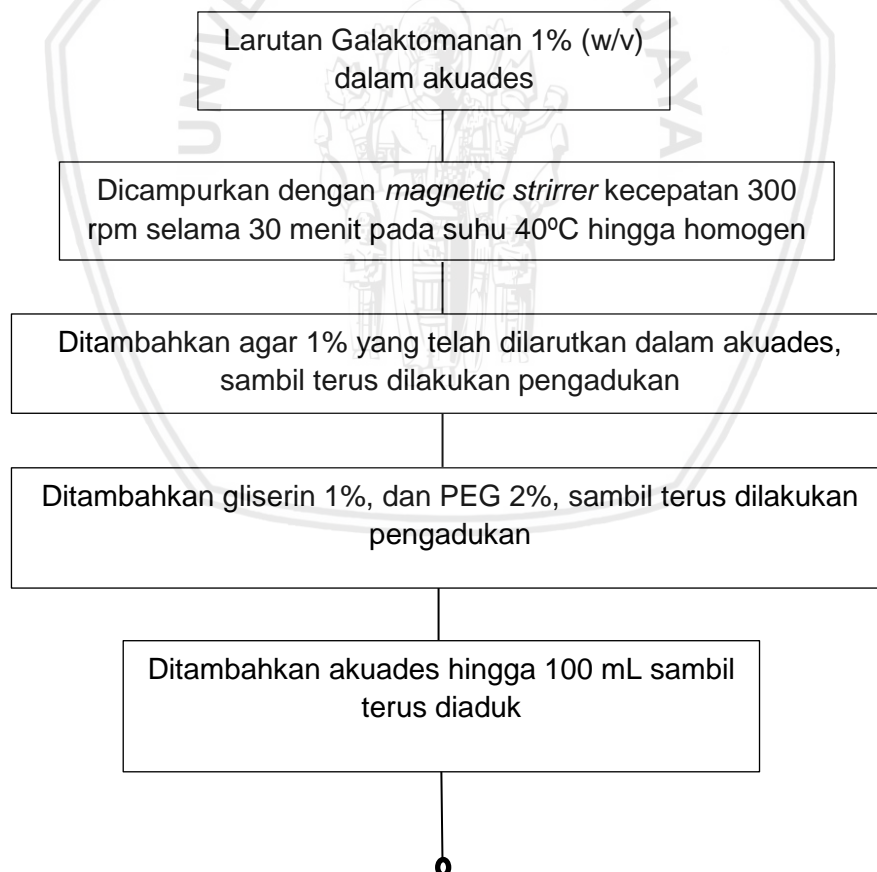 Larutan Galaktomanan 1% (w/v)
dalam akuades
Dicampurkan dengan magnetic strirrer kecepatan 300
rpm selama 30 menit pada suhu 40ºC hingga homogen
Ditambahkan agar 1% yang telah dilarutkan dalam akuades,
sambil terus dilakukan pengadukan
Ditambahkan gliserin 1%, dan PEG 2%, sambil terus dilakukan
pengadukan
Ditambahkan akuades hingga 100 mL sambil
terus diaduk